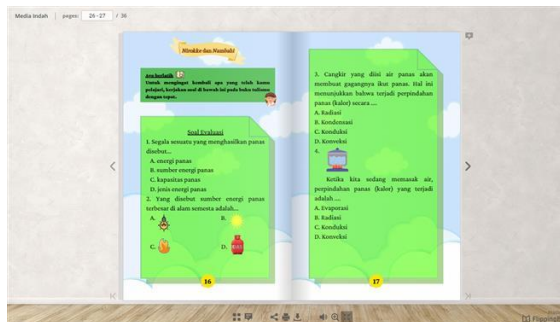 Media Indah
pages:
26 - 27
/ 36
Ayo berlatih
Untuk mengingat kembali apa yang telah kamu
pelajari, kerjakan soal di bawah ini pada buku tulismu
dengan tepat.
Soal Evaluasi
1. Segala sesuatu yang menghasilkan panas
disebut...
A. energi panas
B. sumber energi panas
C. kapasitas panas
D. jenis energi panas
2. Yang disebut sumber energi panas
terbesar di alam semesta adalah...
A.
B.
C.
D.
16
3. Cangkir yang diisi air panas akan
membuat gagangnya ikut panas. Hal ini
menunjukkan bahwa terjadi perpindahan
panas (kalor) secara ....
A. Radiasi
B. Kondensasi
C. Konduksi
D. Konveksi
4.
Ketika kita sedang memasak air,
perpindahan panas (kalor) yang terjadi
adalah ....
A. Evaporasi
B. Radiasi
C. Konduksi
D. Konveksi
17